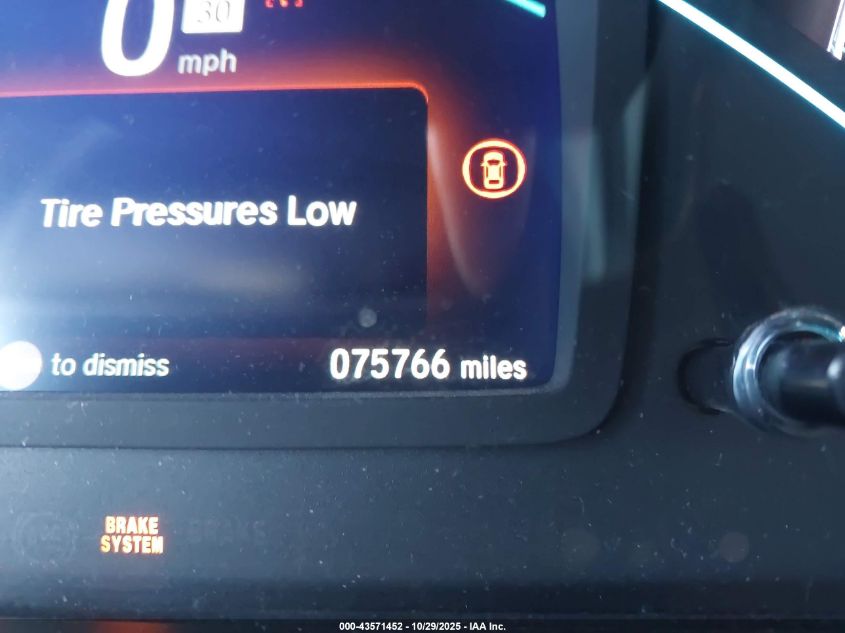 0
30
mph
Tire Pressures Low
to dismiss
075766 miles
BRAKE
SYSTEM
000-43571452 - 10/29/2025 - IAA Inc.